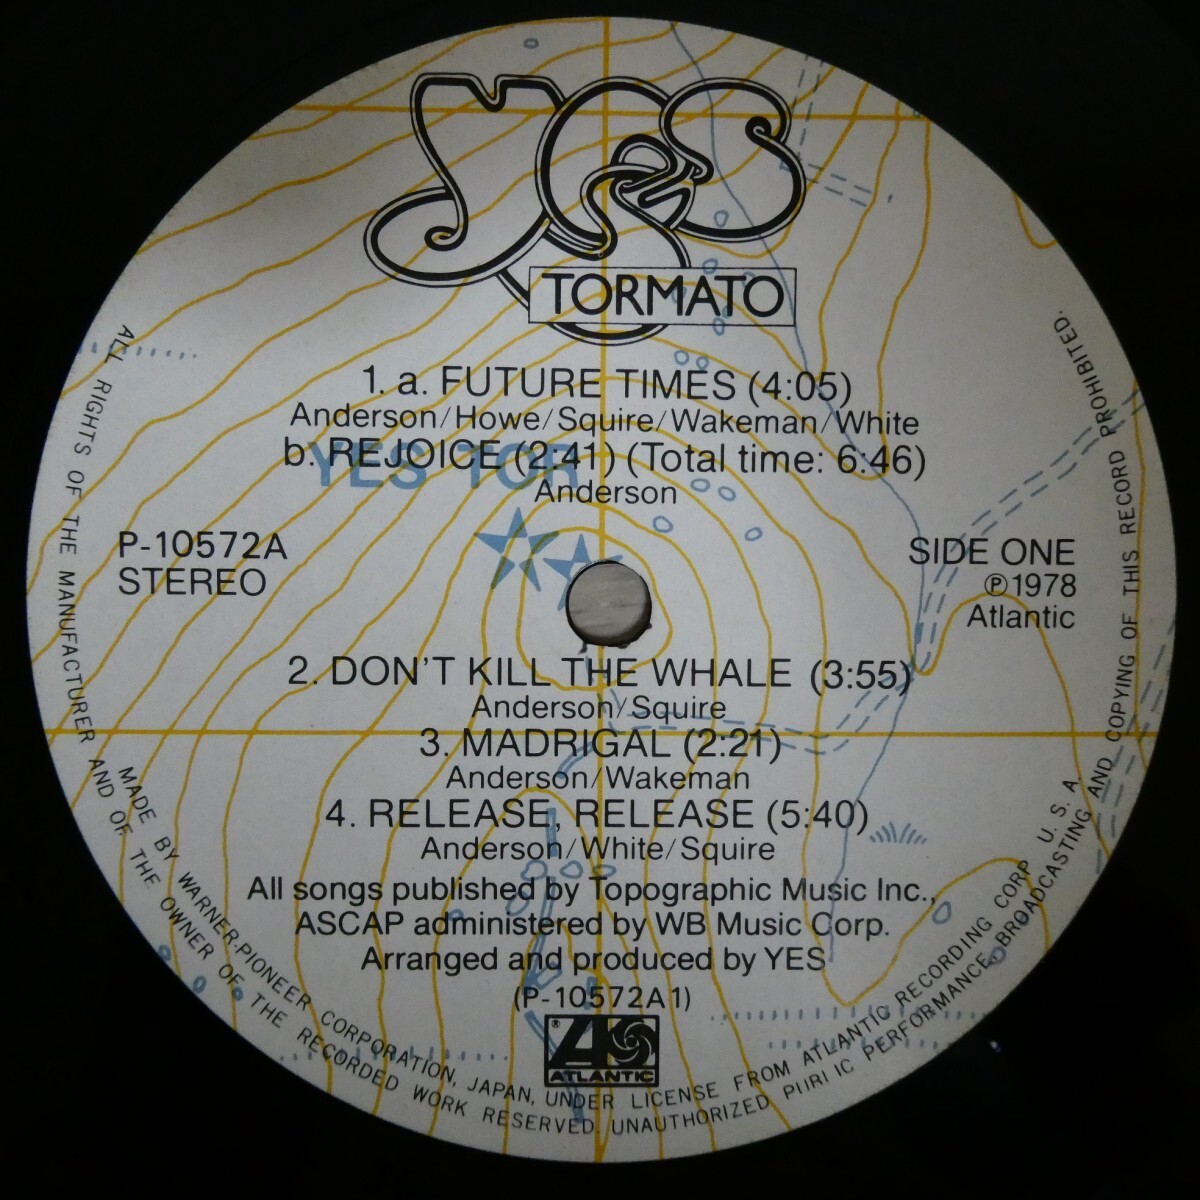 YES
TORMATO
1. a. FUTURE TIMES (4:05)
Anderson/Howe/Squire/Wakeman/White
b. REJOICE (2:41) (Total time: 6:46)
YES TOR
Anderson
P-10572A
STEREO
SIDE ONE
Ⓟ1978
Atlantic
2. DON'T KILL THE WHALE (3:55)
Anderson/Squire
3. MADRIGAL (2:21)
Anderson/Wakeman
4. RELEASE, RELEASE (5:40)
Anderson/White/Squire
All songs published by Topographic Music Inc.,
ASCAP administered by WB Music Corp.
Arranged and produced by YES
(P-10572A1)
®
ATLANTIC
MADE BY WARNER-PIONEER CORPORATION, JAPAN, UNDER LICENSE FROM ATLANTIC RECORDING CORP. U. S. A.
ALL RIGHTS OF THE MANUFACTURER AND OF THE OWNER OF THE RECORDED WORK RESERVED. UNAUTHORIZED PUBLIC PERFORMANCE, BROADCASTING AND COPYING OF THIS RECORD PROHIBITED.